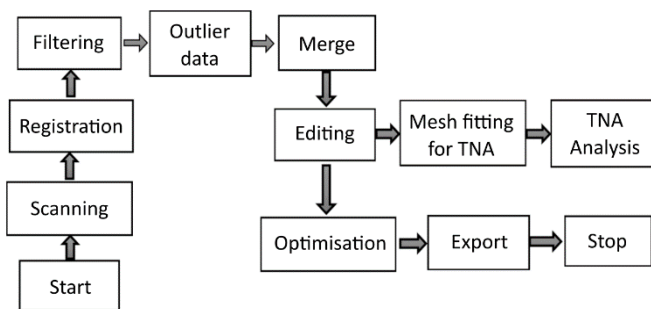 Filtering
Outlier
data
Merge
Registration
Editing
Mesh fitting
for TNA
TNA
Analysis
Scanning
Optimisation
Export
Stop
Start